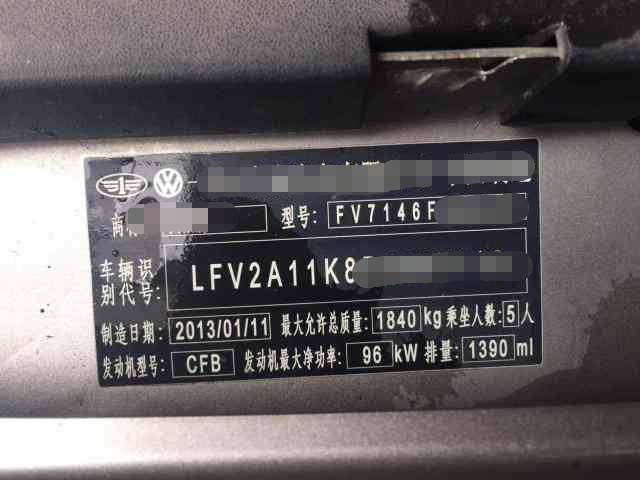 型号: FV7146F
车辆识
别代号: LFV2A11K8
制造日期: 2013/01/11 最大允许总质量: 1840 kg 乘坐人数: 5 人
发动机型号: CFB 发动机最大净功率: 96 kW 排量: 1390 ml